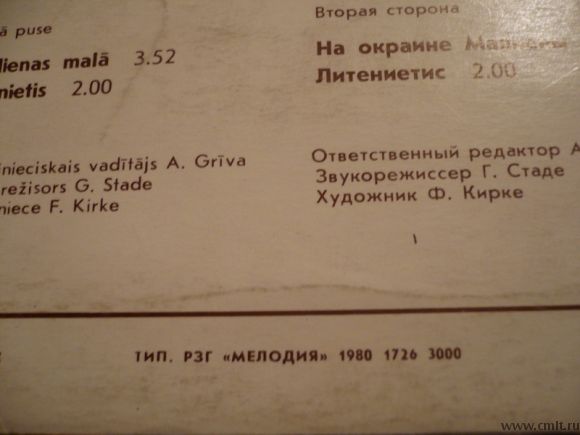 ā puse
dienas malā 3.52
nietis 2.00
Вторая сторона
На окраине
Литениетис 2.00
inieciskais vadītājs A. Grīva
režisors G. Stade
niece F. Kirke
Ответственный редактор А
Звукорежиссер Г. Стаде
Художник Ф. Кирке
ТИП. РЗГ «МЕЛОДИЯ» 1980 1726 3000
www.cmlt.ru